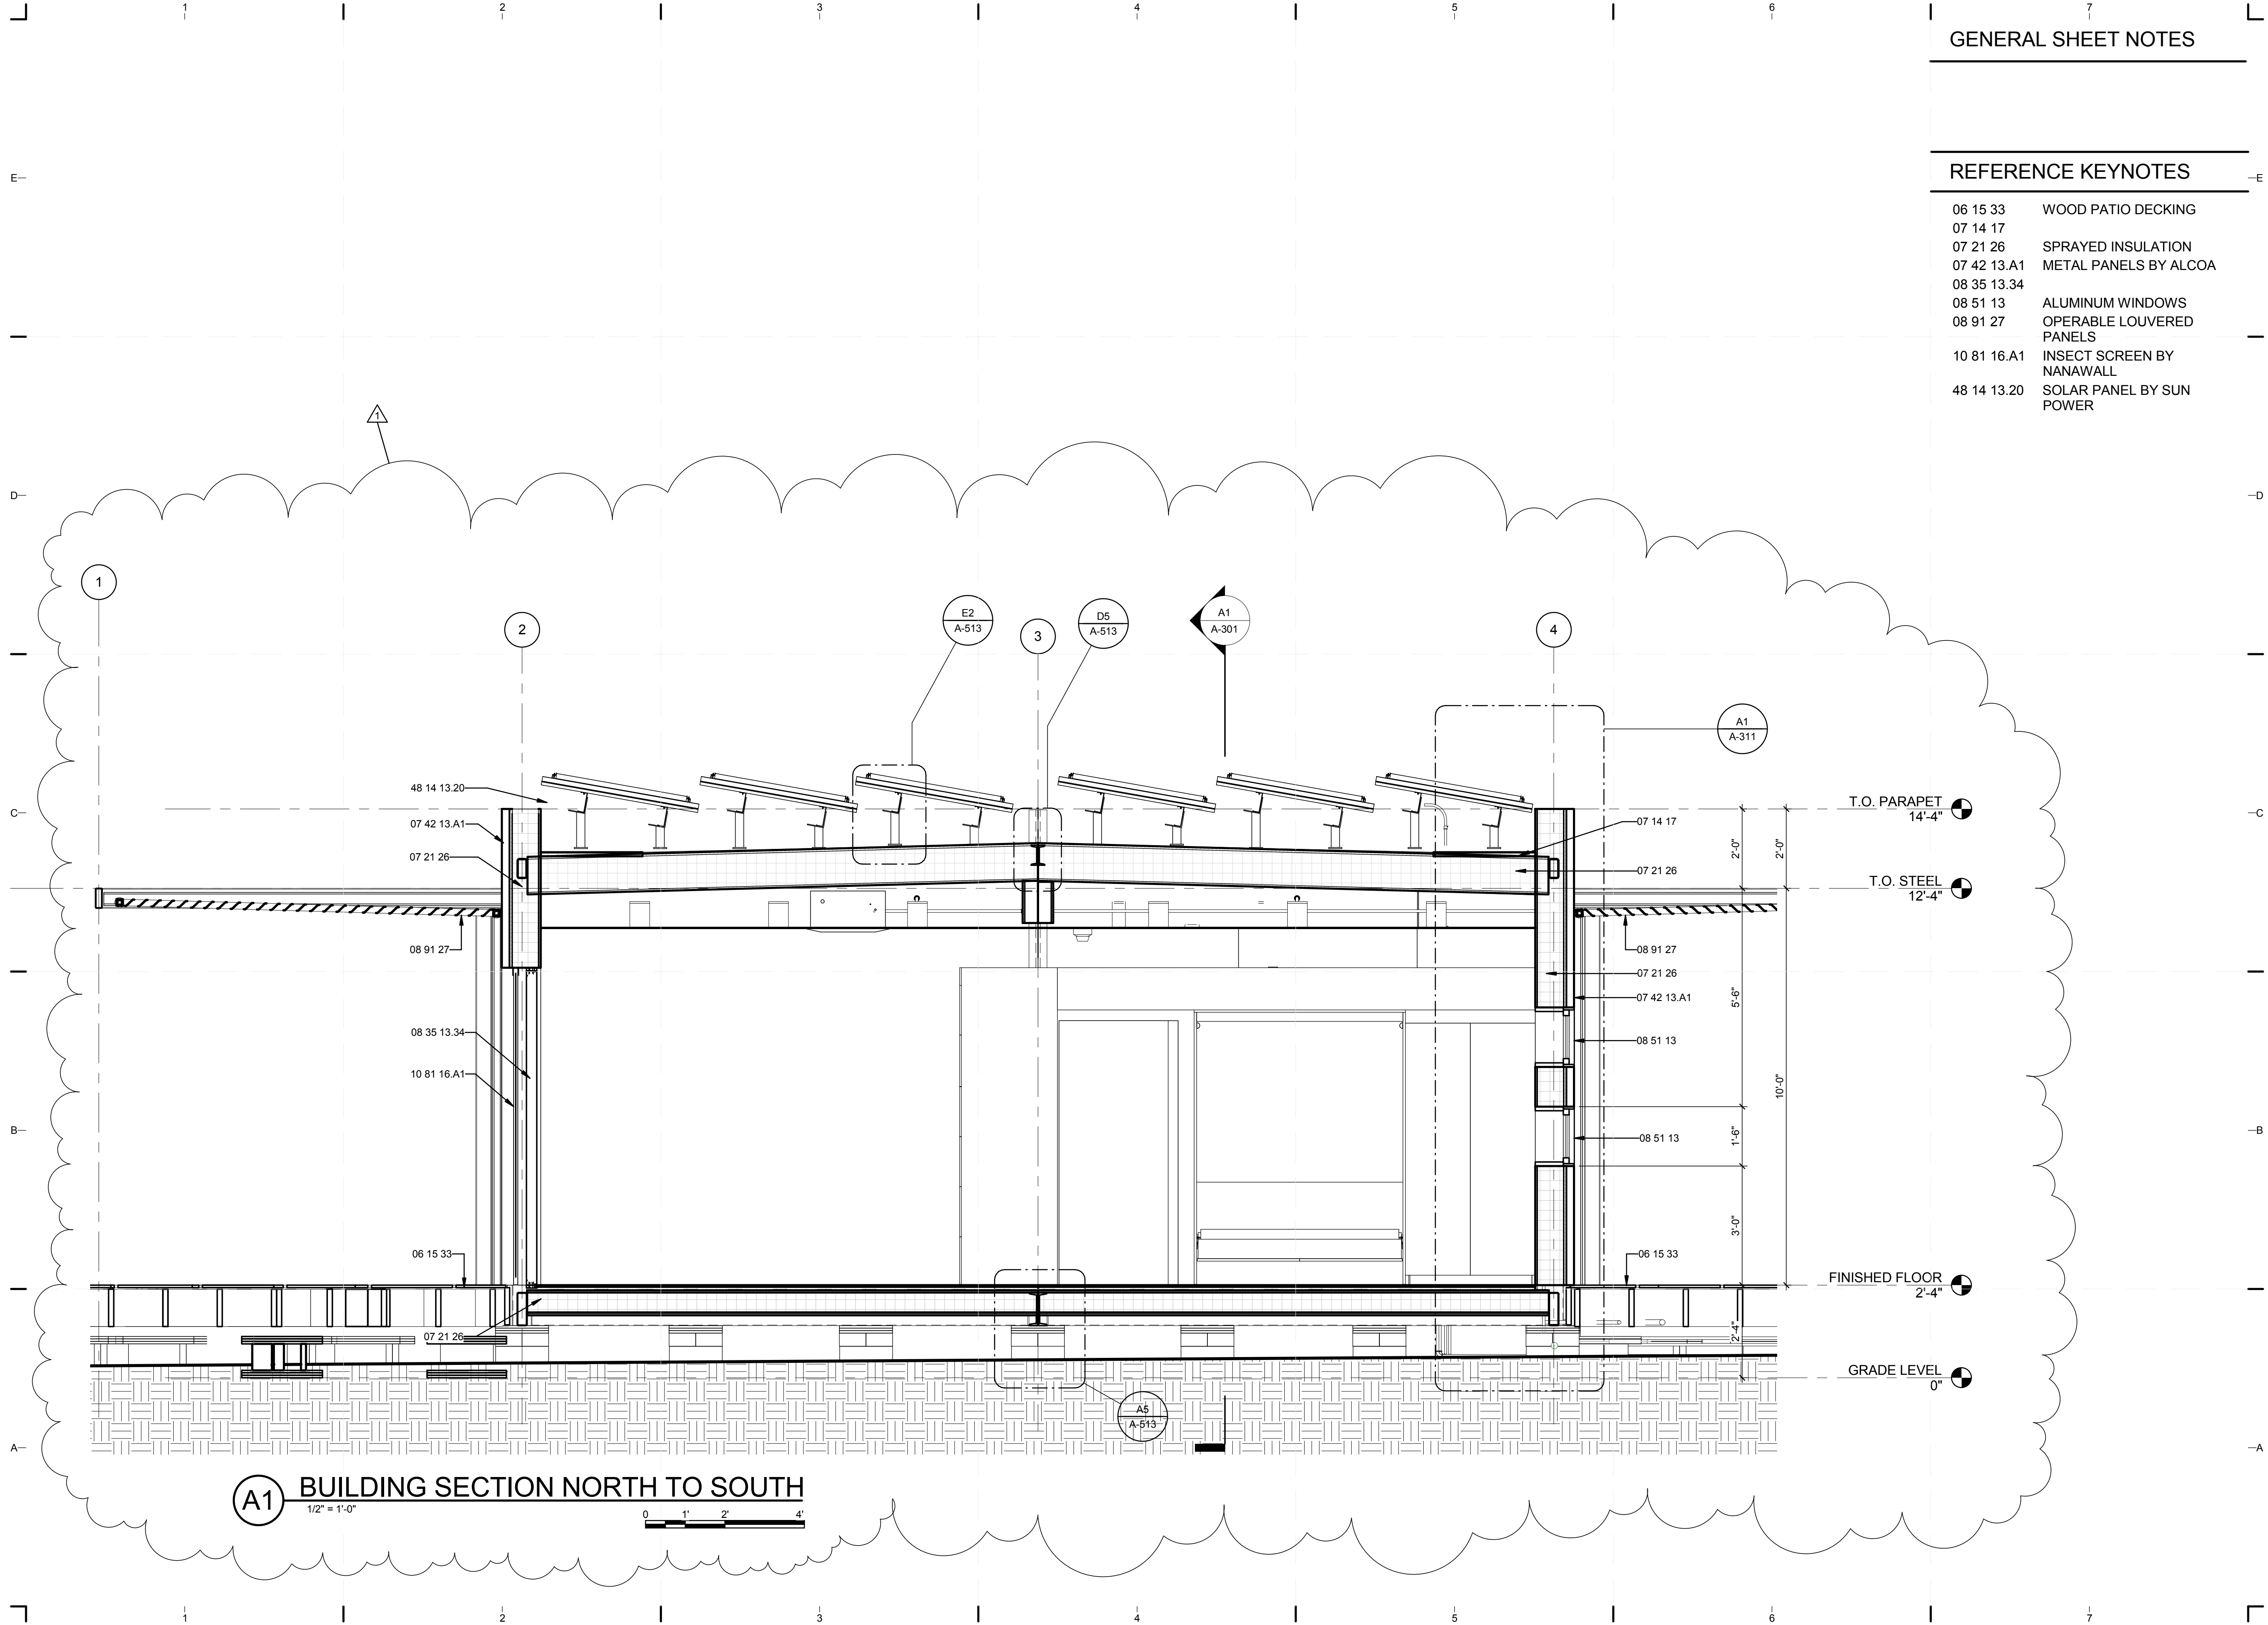 1 2 3 4 5 6 7
GENERAL SHEET NOTES
REFERENCE KEYNOTES
E E
06 15 33 WOOD PATIO DECKING
07 14 17
07 21 26 SPRAYED INSULATION
07 42 13.A1 METAL PANELS BY ALCOA
08 35 13.34
08 51 13 ALUMINUM WINDOWS
08 91 27 OPERABLE LOUVERED
PANELS
10 81 16.A1 INSECT SCREEN BY
NANAWALL
48 14 13.20 SOLAR PANEL BY SUN
POWER
1
D D
1
2
E2
A-513
3
D5
A-513
A1
A-301
4
A1
A-311
48 14 13.20
07 42 13.A1
07 21 26
08 91 27
08 35 13.34
10 81 16.A1
06 15 33
07 21 26
07 14 17
07 21 26
08 91 27
07 21 26
07 42 13.A1
08 51 13
08 51 13
06 15 33
2'-0"
2'-0"
5'-6"
10'-0"
1'-6"
3'-0"
2'-4"
C C
T.O. PARAPET
14'-4"
T.O. STEEL
12'-4"
B B
FINISHED FLOOR
2'-4"
GRADE LEVEL
0"
A5
A-513
A A
A1 BUILDING SECTION NORTH TO SOUTH
1/2" = 1'-0"
0 1' 2' 4'
1 2 3 4 5 6 7